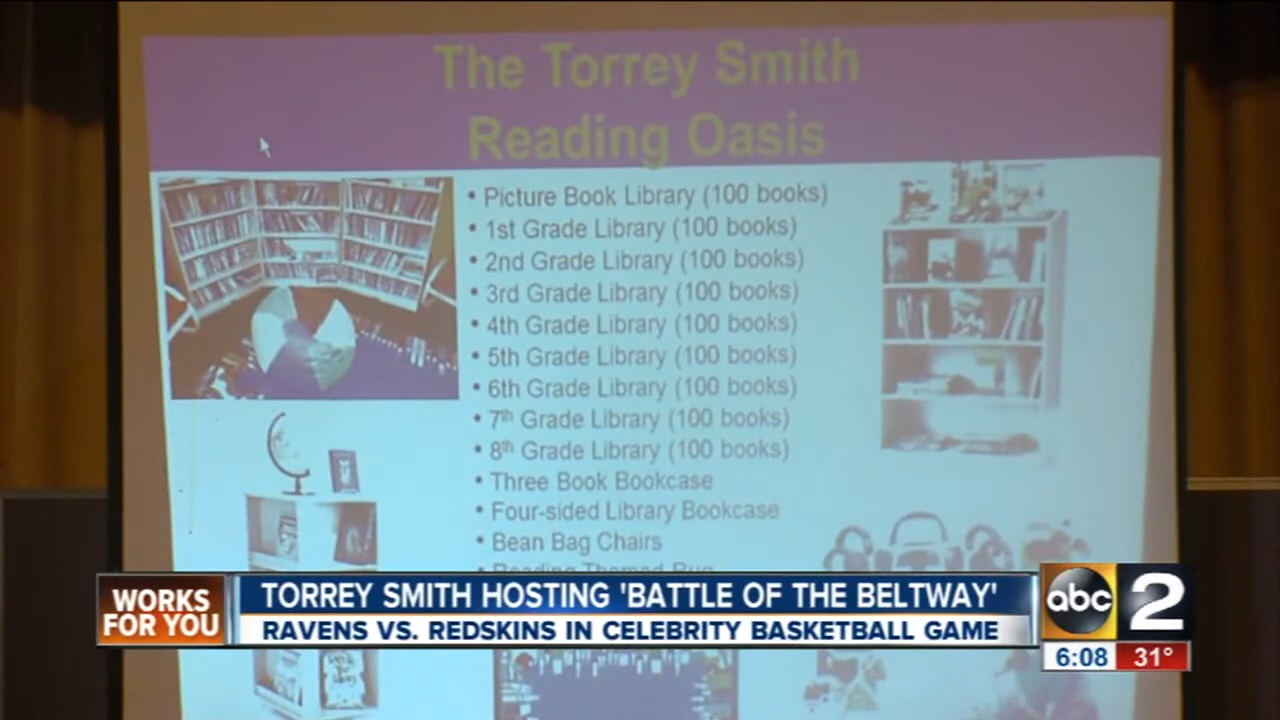 The Torrey Smith
Reading Oasis
• Picture Book Library (100 books)
• 1st Grade Library (100 books)
• 2nd Grade Library (100 books)
• 3rd Grade Library (100 books)
• 4th Grade Library (100 books)
• 5th Grade Library (100 books)
• 6th Grade Library (100 books)
• 7th Grade Library (100 books)
• 8th Grade Library (100 books)
• Three Book Bookcase
• Four-sided Library Bookcase
• Bean Bag Chairs
• Reading Themed Rug
WORKS
FOR YOU
TORREY SMITH HOSTING 'BATTLE OF THE BELTWAY'
RAVENS VS. REDSKINS IN CELEBRITY BASKETBALL GAME
abc 2
6:08 31°